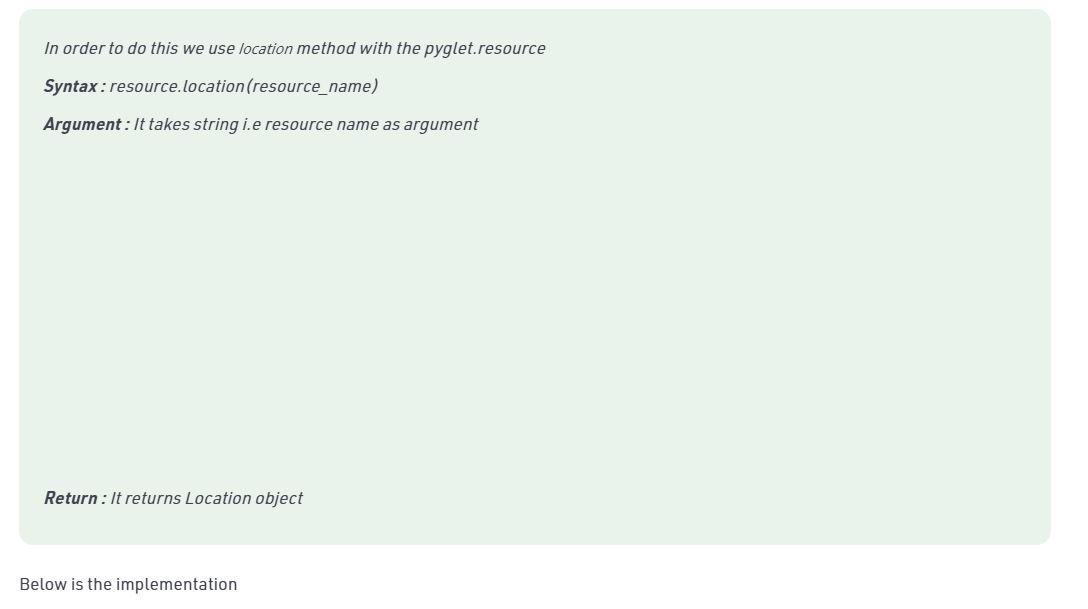 In order to do this we use location method with the pyglet.resource
Syntax : resource.location(resource_name)
Argument : It takes string i.e resource name as argument
Return : It returns Location object
Below is the implementation